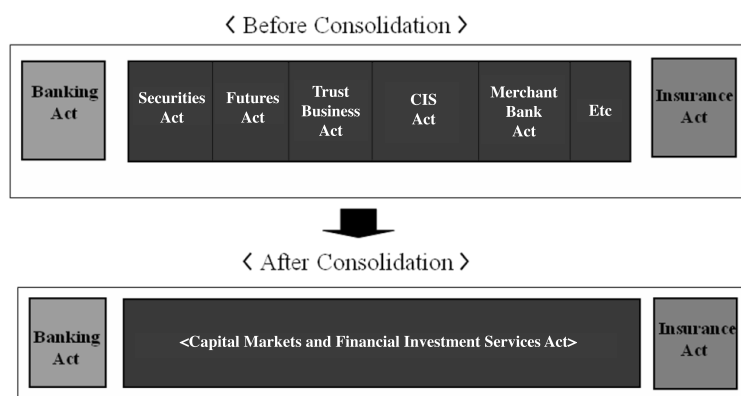 < Before Consolidation >
Banking
Act
Securities
Act
Futures
Act
Trust
Business
Act
CIS
Act
Merchant
Bank
Act
Etc
Insurance
Act
< After Consolidation >
Banking
Act
<Capital Markets and Financial Investment Services Act>
Insurance
Act